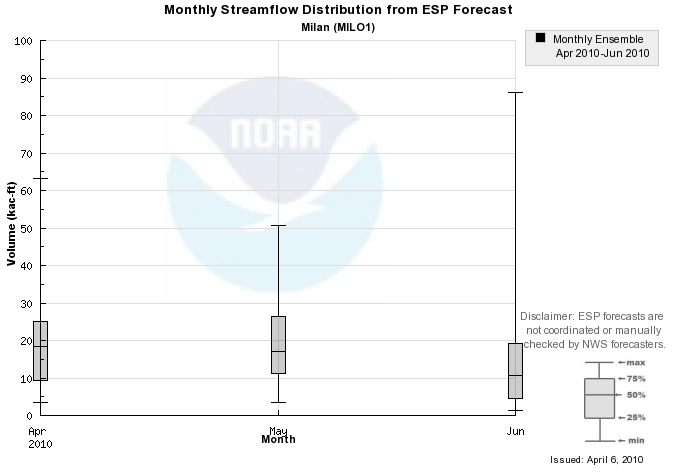 Monthly Streamflow Distribution from ESP Forecast
Milan (MILO1)
Monthly Ensemble
Apr 2010-Jun 2010
100
90
80
70
60
50
40
30
20
10
0
Volume (kac-ft)
NOAA
Apr
2010
May
Jun
Month
Disclaimer: ESP forecasts are
not coordinated or manually
checked by NWS forecasters.
max
75%
50%
25%
min
Issued: April 6, 2010